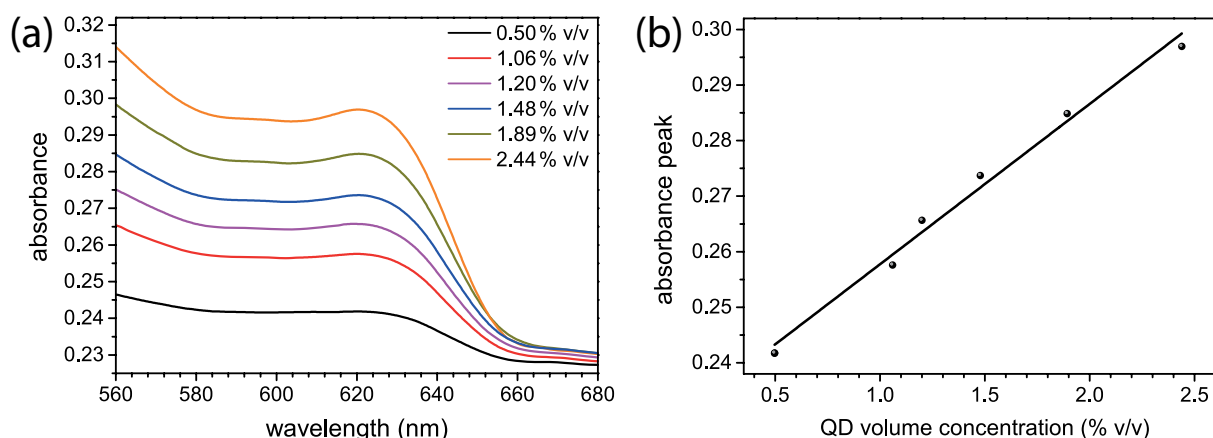 (a)
0.32
0.31
0.30
0.29
0.28
0.27
0.26
0.25
0.24
0.23
absorbance
560 580 600 620 640 660 680
wavelength (nm)
0.50 % v/v
1.06 % v/v
1.20 % v/v
1.48 % v/v
1.89 % v/v
2.44 % v/v
(b)
0.30
0.29
0.28
0.27
0.26
0.25
0.24
absorbance peak
0.5 1.0 1.5 2.0 2.5
QD volume concentration (% v/v)